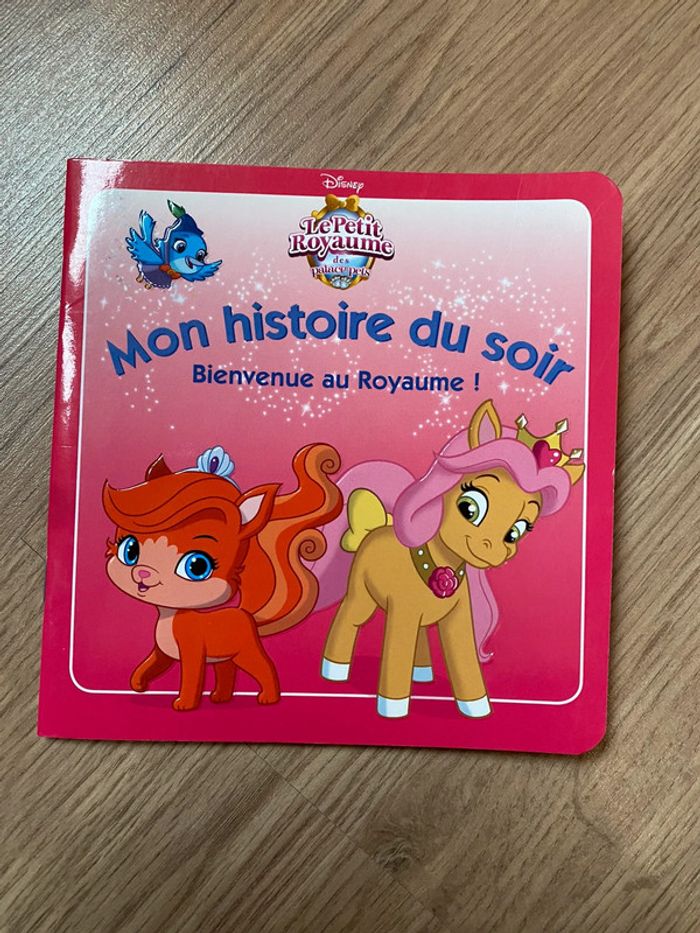 Disney
Le Petit
Royaume
des
palace pets
Mon histoire du soir
Bienvenue au Royaume !